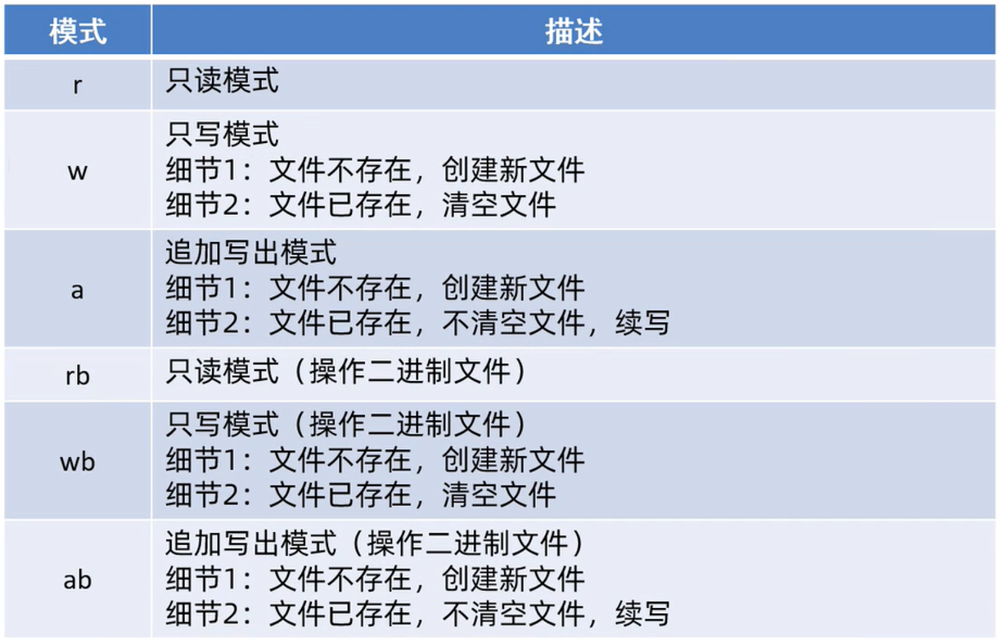 模式 描述
r 只读模式
w
只写模式
细节1：文件不存在，创建新文件
细节2：文件已存在，清空文件
a
追加写出模式
细节1：文件不存在，创建新文件
细节2：文件已存在，不清空文件，续写
rb 只读模式（操作二进制文件）
wb
只写模式（操作二进制文件）
细节1：文件不存在，创建新文件
细节2：文件已存在，清空文件
ab
追加写出模式（操作二进制文件）
细节1：文件不存在，创建新文件
细节2：文件已存在，不清空文件，续写